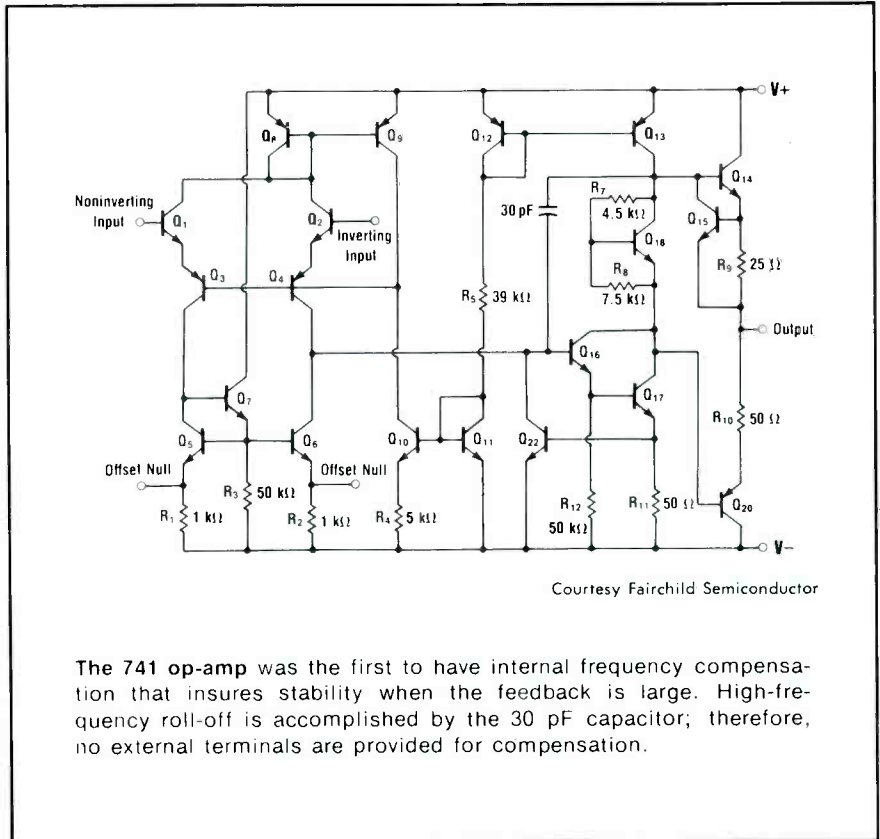 V+
Q8 Q9 Q12 Q13
Q14
Noninverting
Input
Q1 Q2
Inverting
Input
30 pF
R7
4.5 kΩ
Q15
Q18
R8
7.5 kΩ
R9 25 Ω
Q3 Q4
R5 39 kΩ
Output
Q16
Q7
Q17
Q5 Q6 Q10 Q11 Q22
R10 50 Ω
Offset Null
Offset Null
R3 50 kΩ
R1 1 kΩ
R2 1 kΩ
R4 5 kΩ
R12
50 kΩ
R11 50 Ω
Q20
V−
Courtesy Fairchild Semiconductor
The 741 op-amp was the first to have internal frequency compensa-
tion that insures stability when the feedback is large. High-fre-
quency roll-off is accomplished by the 30 pF capacitor; therefore,
no external terminals are provided for compensation.